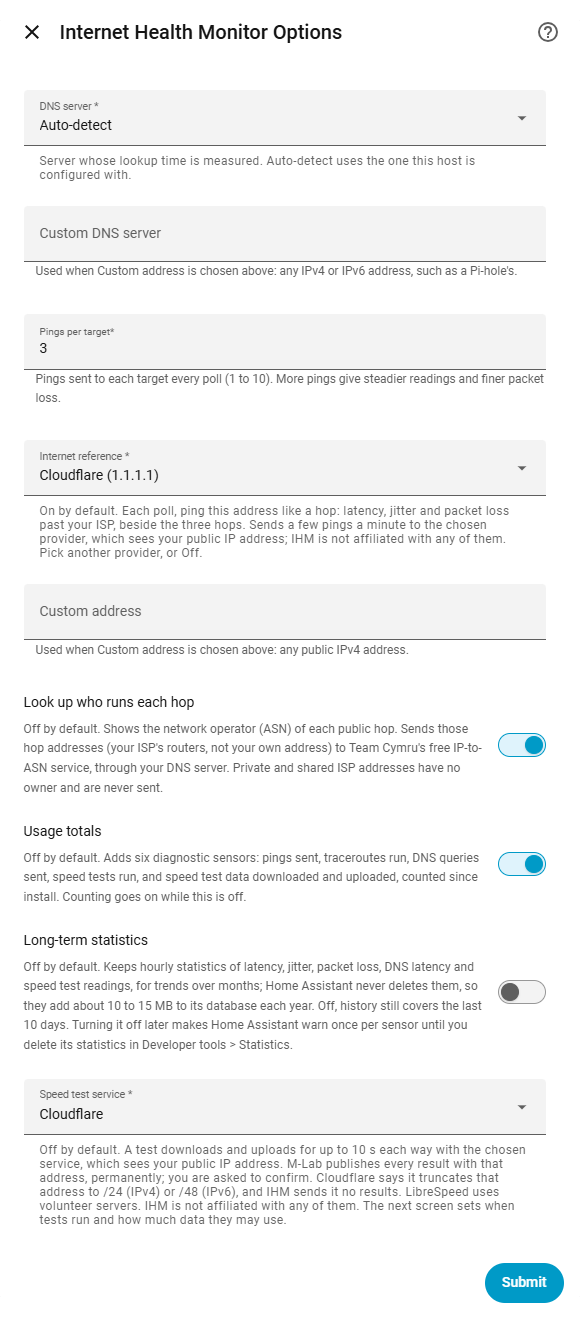 Internet Health Monitor Options
DNS server *
Auto-detect
Server whose lookup time is measured. Auto-detect uses the one this host is
configured with.
Custom DNS server
Used when Custom address is chosen above: any IPv4 or IPv6 address, such as a Pi-hole's.
Pings per target*
3
Pings sent to each target every poll (1 to 10). More pings give steadier readings and finer packet
loss.
Internet reference *
Cloudflare (1.1.1.1)
On by default. Each poll, ping this address like a hop: latency, jitter and packet loss
past your ISP, beside the three hops. Sends a few pings a minute to the chosen
provider, which sees your public IP address; IHM is not affiliated with any of them.
Pick another provider, or Off.
Custom address
Used when Custom address is chosen above: any public IPv4 address.
Look up who runs each hop
Off by default. Shows the network operator (ASN) of each public hop. Sends those
hop addresses (your ISP's routers, not your own address) to Team Cymru's free IP-to-
ASN service, through your DNS server. Private and shared ISP addresses have no
owner and are never sent.
Usage totals
Off by default. Adds six diagnostic sensors: pings sent, traceroutes run, DNS queries
sent, speed tests run, and speed test data downloaded and uploaded, counted since
install. Counting goes on while this is off.
Long-term statistics
Off by default. Keeps hourly statistics of latency, jitter, packet loss, DNS latency and
speed test readings, for trends over months; Home Assistant never deletes them, so
they add about 10 to 15 MB to its database each year. Off, history still covers the last
10 days. Turning it off later makes Home Assistant warn once per sensor until you
delete its statistics in Developer tools > Statistics.
Speed test service *
Cloudflare
Off by default. A test downloads and uploads for up to 10 s each way with the chosen
service, which sees your public IP address. M-Lab publishes every result with that
address, permanently; you are asked to confirm. Cloudflare says it truncates that
address to /24 (IPv4) or /48 (IPv6), and IHM sends it no results. LibreSpeed uses
volunteer servers. IHM is not affiliated with any of them. The next screen sets when
tests run and how much data they may use.
Submit